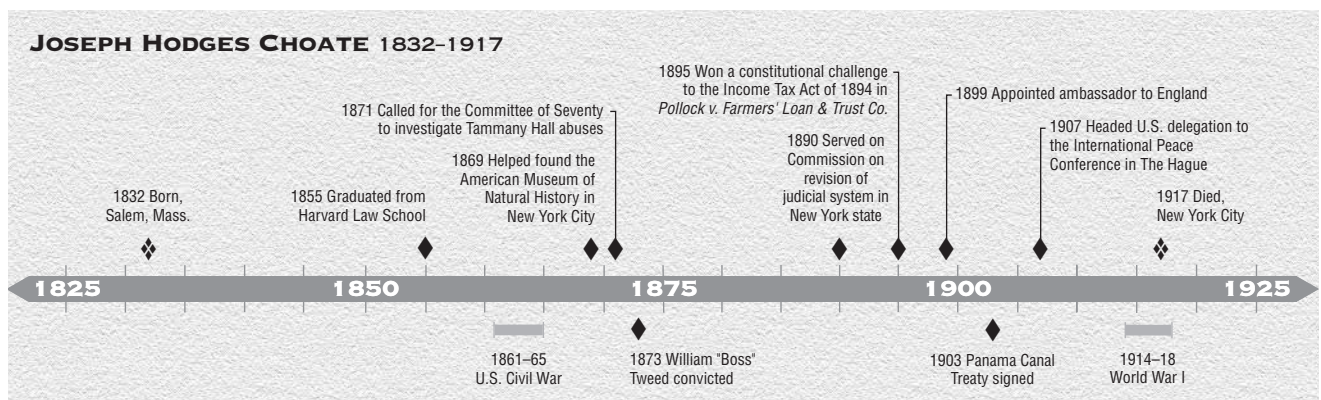 JOSEPH HODGES CHOATE 1832–1917
1832 Born,
Salem, Mass.
1855 Graduated from
Harvard Law School
1869 Helped found the
American Museum of
Natural History in
New York City
1871 Called for the Committee of Seventy
to investigate Tammany Hall abuses
1890 Served on
Commission on
revision of
judicial system in
New York state
1895 Won a constitutional challenge
to the Income Tax Act of 1894 in
Pollock v. Farmers' Loan & Trust Co.
1899 Appointed ambassador to England
1907 Headed U.S. delegation to
the International Peace
Conference in The Hague
1917 Died,
New York City
1825
1850
1875
1900
1925
1861–65
U.S. Civil War
1873 William "Boss"
Tweed convicted
1903 Panama Canal
Treaty signed
1914–18
World War I